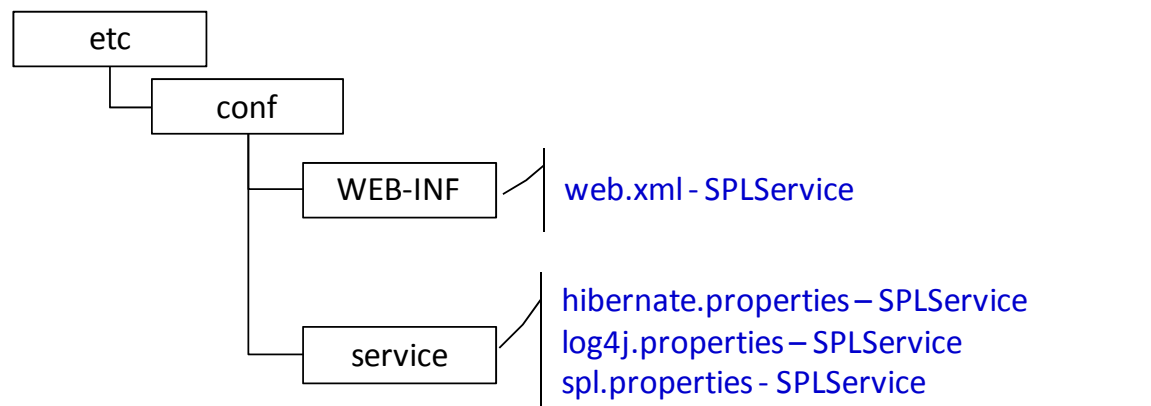 etc
conf
WEB-INF
web.xml - SPLService
hibernate.properties – SPLService
log4j.properties – SPLService
service
spl.properties - SPLService